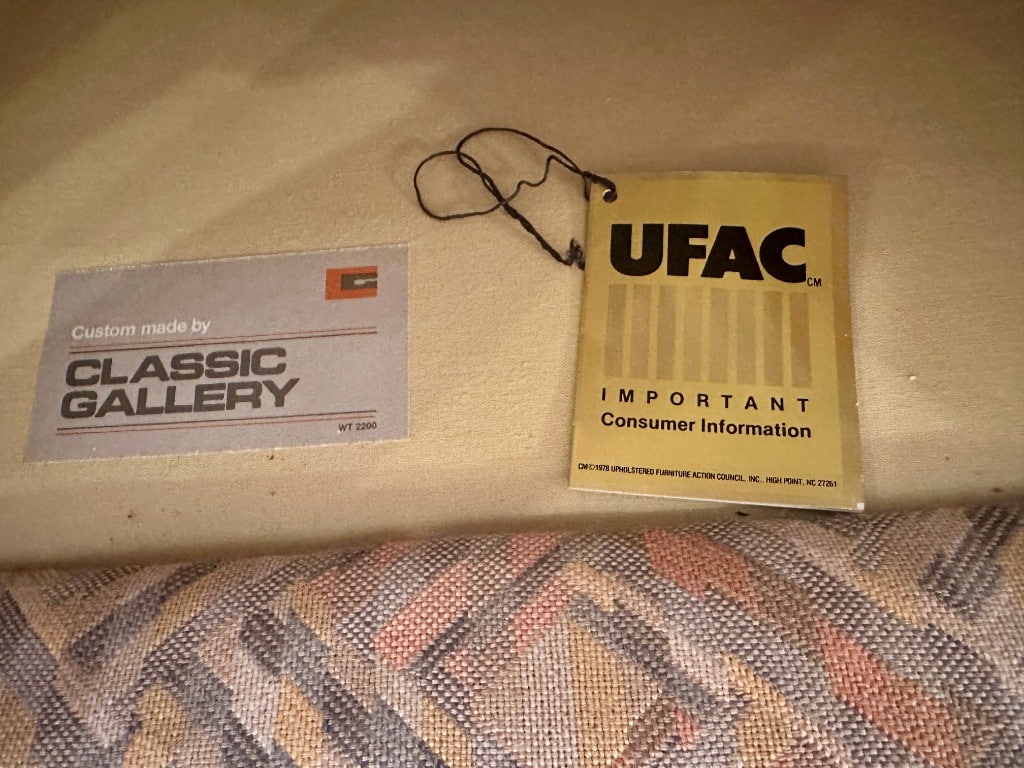 Custom made by
CLASSIC
GALLERY
WT 2200
UFAC CM
IMPORTANT
Consumer Information
CM©1978 UPHOLSTERED FURNITURE ACTION COUNCIL, INC., HIGH POINT, NC 27261